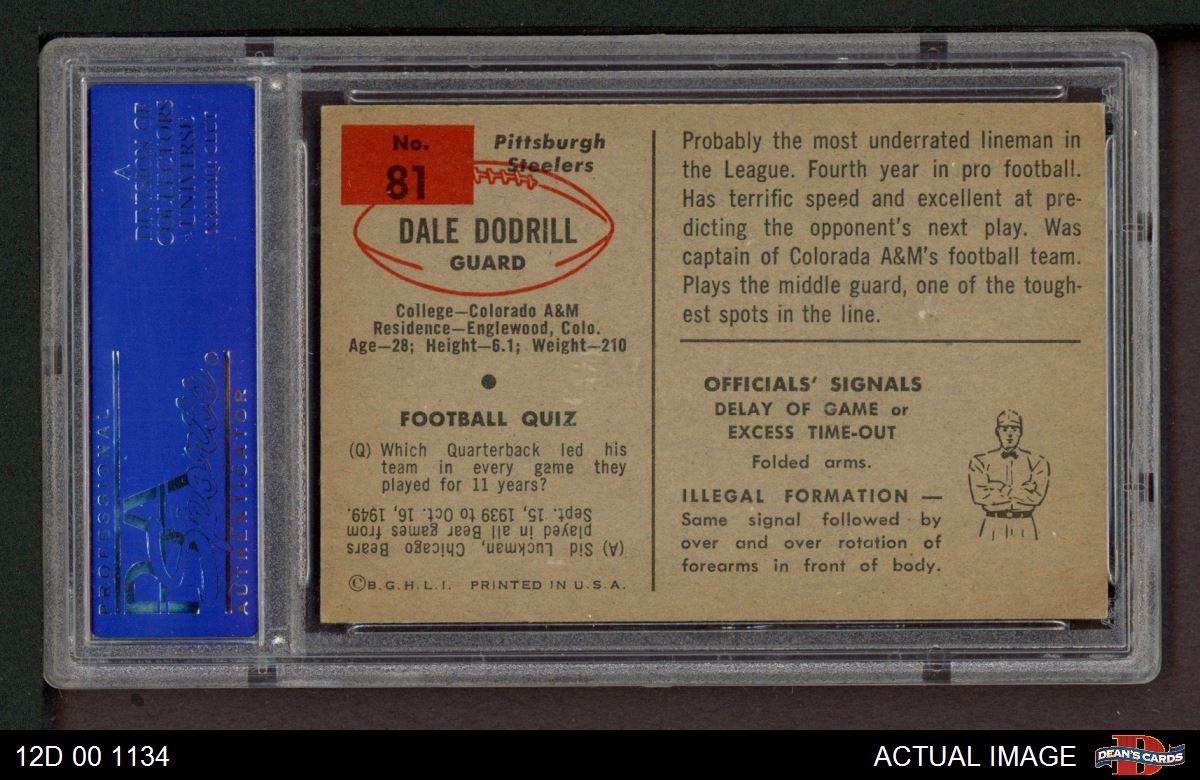 A
DIVISION OF
COLLECTORS
UNIVERSE
NASDAQ: CLCT
PROFESSIONAL
PSA
Sports
AUTHENTICATOR
No.
81
Pittsburgh
Steelers
DALE DODRILL
GUARD
College—Colorado A&M
Residence—Englewood, Colo.
Age—28; Height—6.1; Weight—210
FOOTBALL QUIZ
(Q) Which Quarterback led his
team in every game they
played for 11 years?
(A) Sid Luckman, Chicago Bears
played in all Bear games from
Sept. 15, 1939 to Oct. 16, 1949.
©B.G.H.L.I. PRINTED IN U.S.A.
Probably the most underrated lineman in
the League. Fourth year in pro football.
Has terrific speed and excellent at pre-
dicting the opponent's next play. Was
captain of Colorada A&M's football team.
Plays the middle guard, one of the tough-
est spots in the line.
OFFICIALS' SIGNALS
DELAY OF GAME or
EXCESS TIME-OUT
Folded arms.
ILLEGAL FORMATION —
Same signal followed by
over and over rotation of
forearms in front of body.
12D 00 1134
ACTUAL IMAGE
D
DEAN'S CARDS